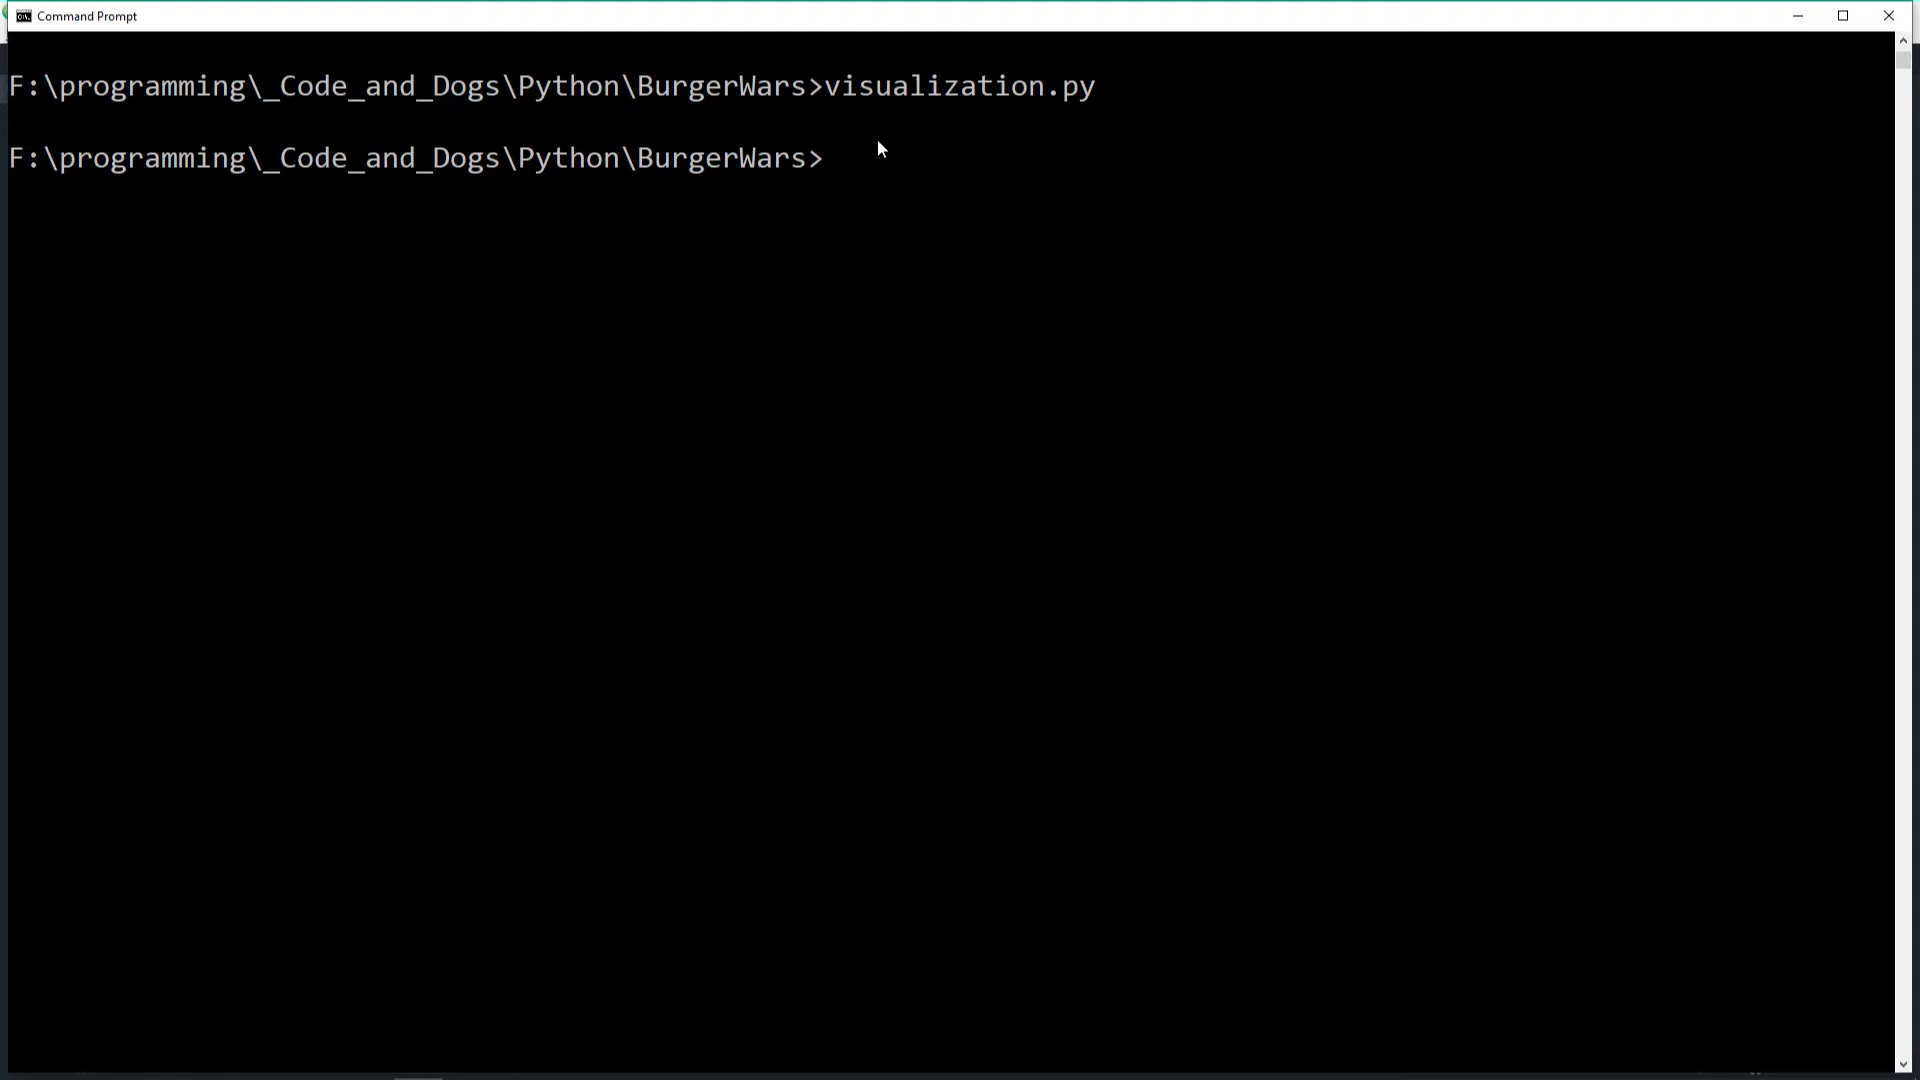 Command Prompt
F:\programming\_Code_and_Dogs\Python\BurgerWars>visualization.py
F:\programming\_Code_and_Dogs\Python\BurgerWars>